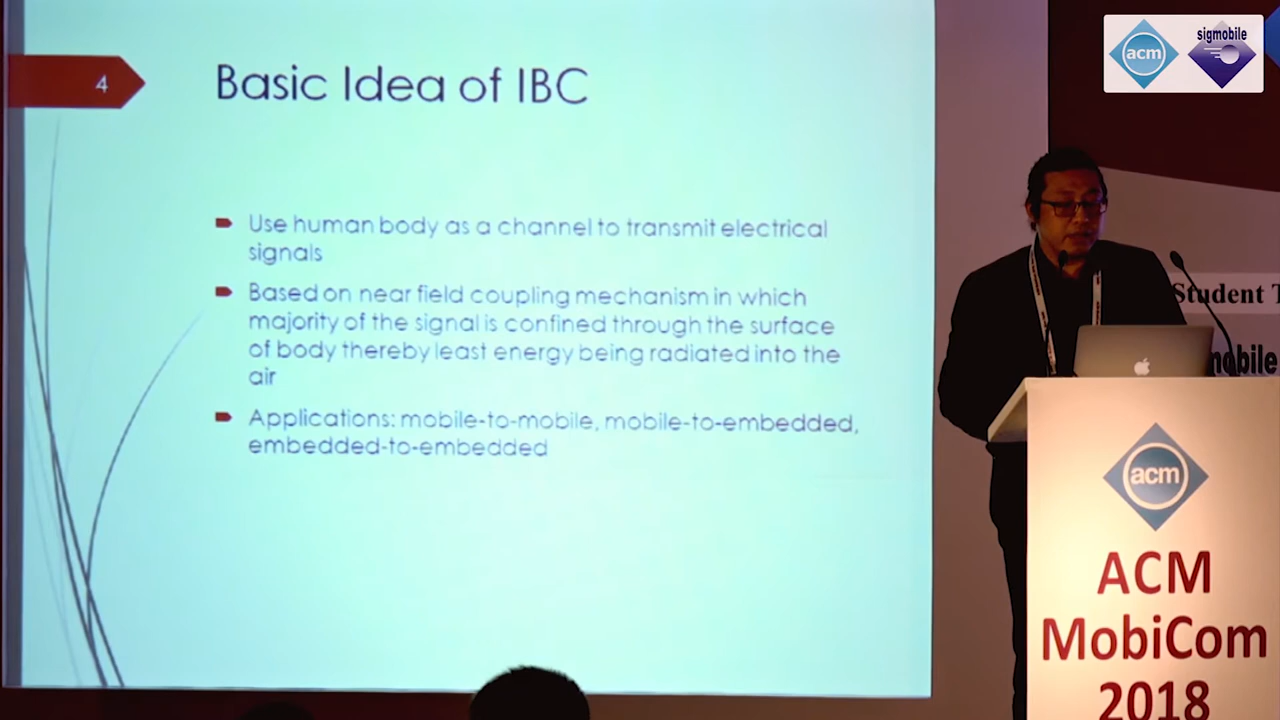 4
Basic Idea of IBC
Use human body as a channel to transmit electrical
signals
Based on near field coupling mechanism in which
majority of the signal is confined through the surface
of body thereby least energy being radiated into the
air
Applications: mobile-to-mobile, mobile-to-embedded,
embedded-to-embedded
acm
sigmobile
Student
mobile
acm
ACM
MobiCom
2018